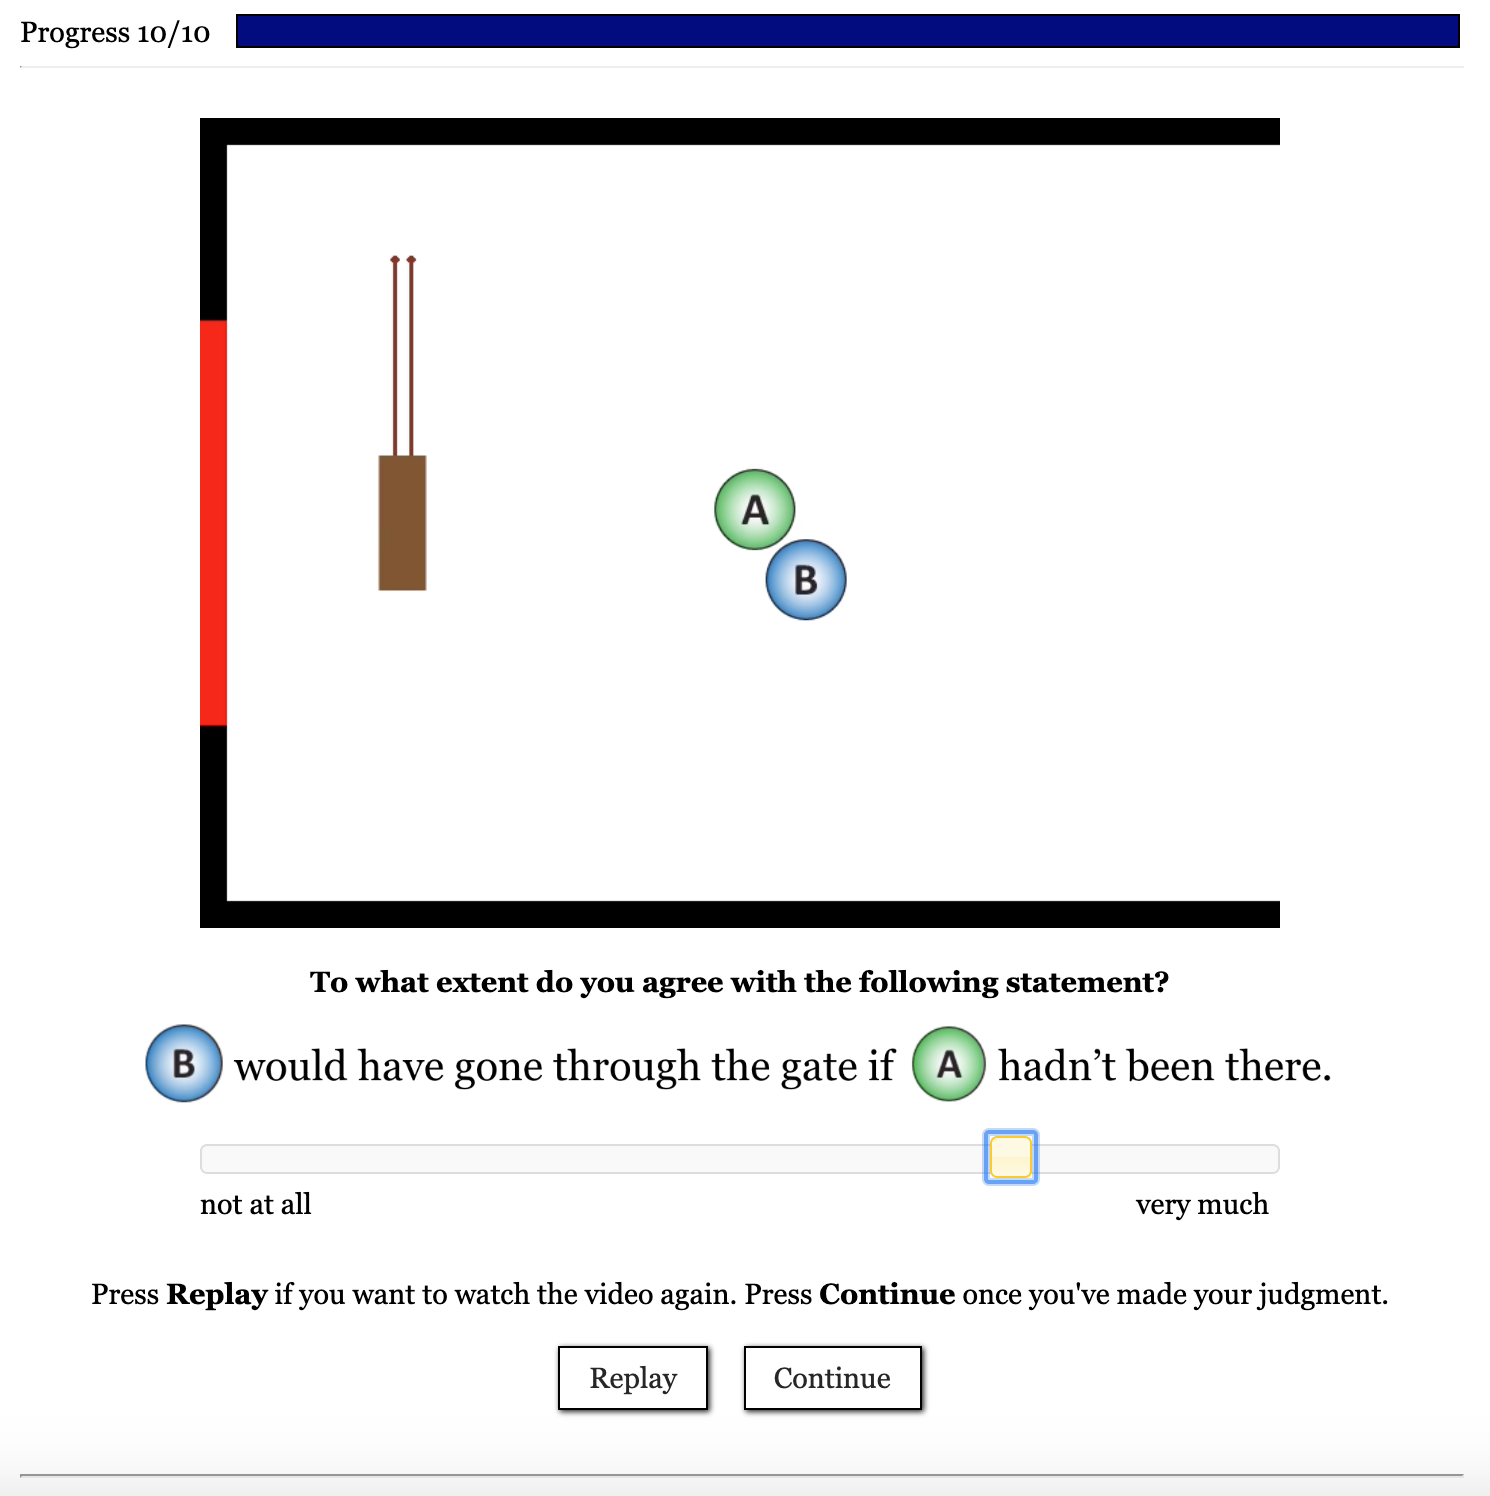 Progress 10/10
A
B
To what extent do you agree with the following statement?
B would have gone through the gate if A hadn’t been there.
not at all very much
Press Replay if you want to watch the video again. Press Continue once you've made your judgment.
Replay Continue